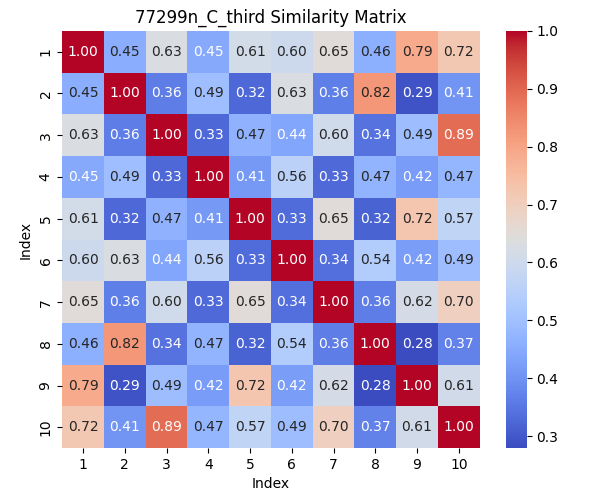 77299n_C_third Similarity Matrix
1 1.00 0.45 0.63 0.45 0.61 0.60 0.65 0.46 0.79 0.72
2 0.45 1.00 0.36 0.49 0.32 0.63 0.36 0.82 0.29 0.41
3 0.63 0.36 1.00 0.33 0.47 0.44 0.60 0.34 0.49 0.89
4 0.45 0.49 0.33 1.00 0.41 0.56 0.33 0.47 0.42 0.47
5 0.61 0.32 0.47 0.41 1.00 0.33 0.65 0.32 0.72 0.57
6 0.60 0.63 0.44 0.56 0.33 1.00 0.34 0.54 0.42 0.49
7 0.65 0.36 0.60 0.33 0.65 0.34 1.00 0.36 0.62 0.70
8 0.46 0.82 0.34 0.47 0.32 0.54 0.36 1.00 0.28 0.37
9 0.79 0.29 0.49 0.42 0.72 0.42 0.62 0.28 1.00 0.61
10 0.72 0.41 0.89 0.47 0.57 0.49 0.70 0.37 0.61 1.00
1 2 3 4 5 6 7 8 9 10
Index
Index
1.0
0.9
0.8
0.7
0.6
0.5
0.4
0.3